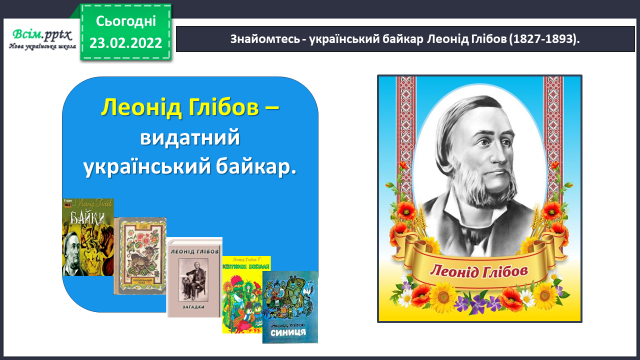 Всім.pptx
Нова українська школа
Сьогодні
23.02.2022
Знайомтесь - український байкар Леонід Глібов (1827-1893).
Леонід Глібов –
видатний
український байкар.
БАЙКИ
ЛЕОНІД ГЛІБОВ
ЗАГАДКИ
СИНИЦЯ
Леонід Глібов